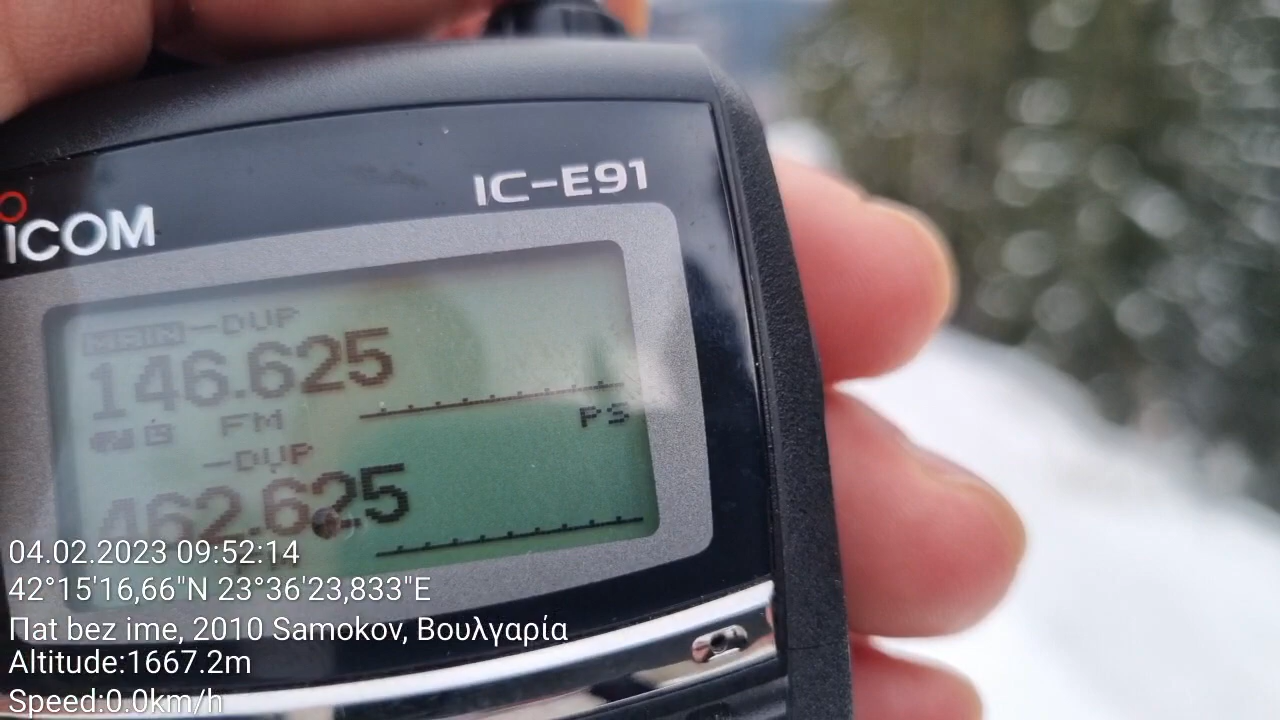 IC-E91
ICOM
MAIN -DUP
146.625
FM
PS
-DUP
462.625
04.02.2023 09:52:14
42°15'16,66"N 23°36'23,833"E
Πat bez ime, 2010 Samokov, Βουλγαρία
Altitude:1667.2m
Speed:0.0km/h